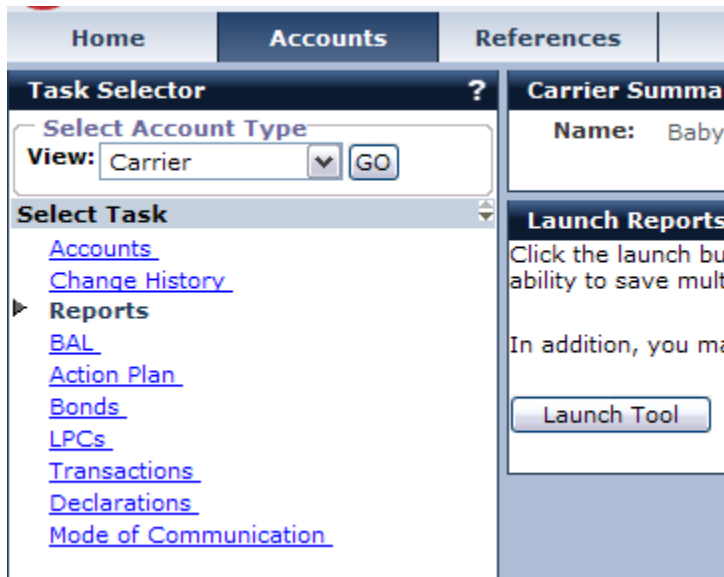 Home Accounts References
Task Selector ?
Select Account Type
View: Carrier GO
Select Task
Accounts
Change History
Reports
BAL
Action Plan
Bonds
LPCs
Transactions
Declarations
Mode of Communication
Carrier Summa
Name: Baby
Launch Reports
Click the launch bu
ability to save mult
In addition, you ma
Launch Tool